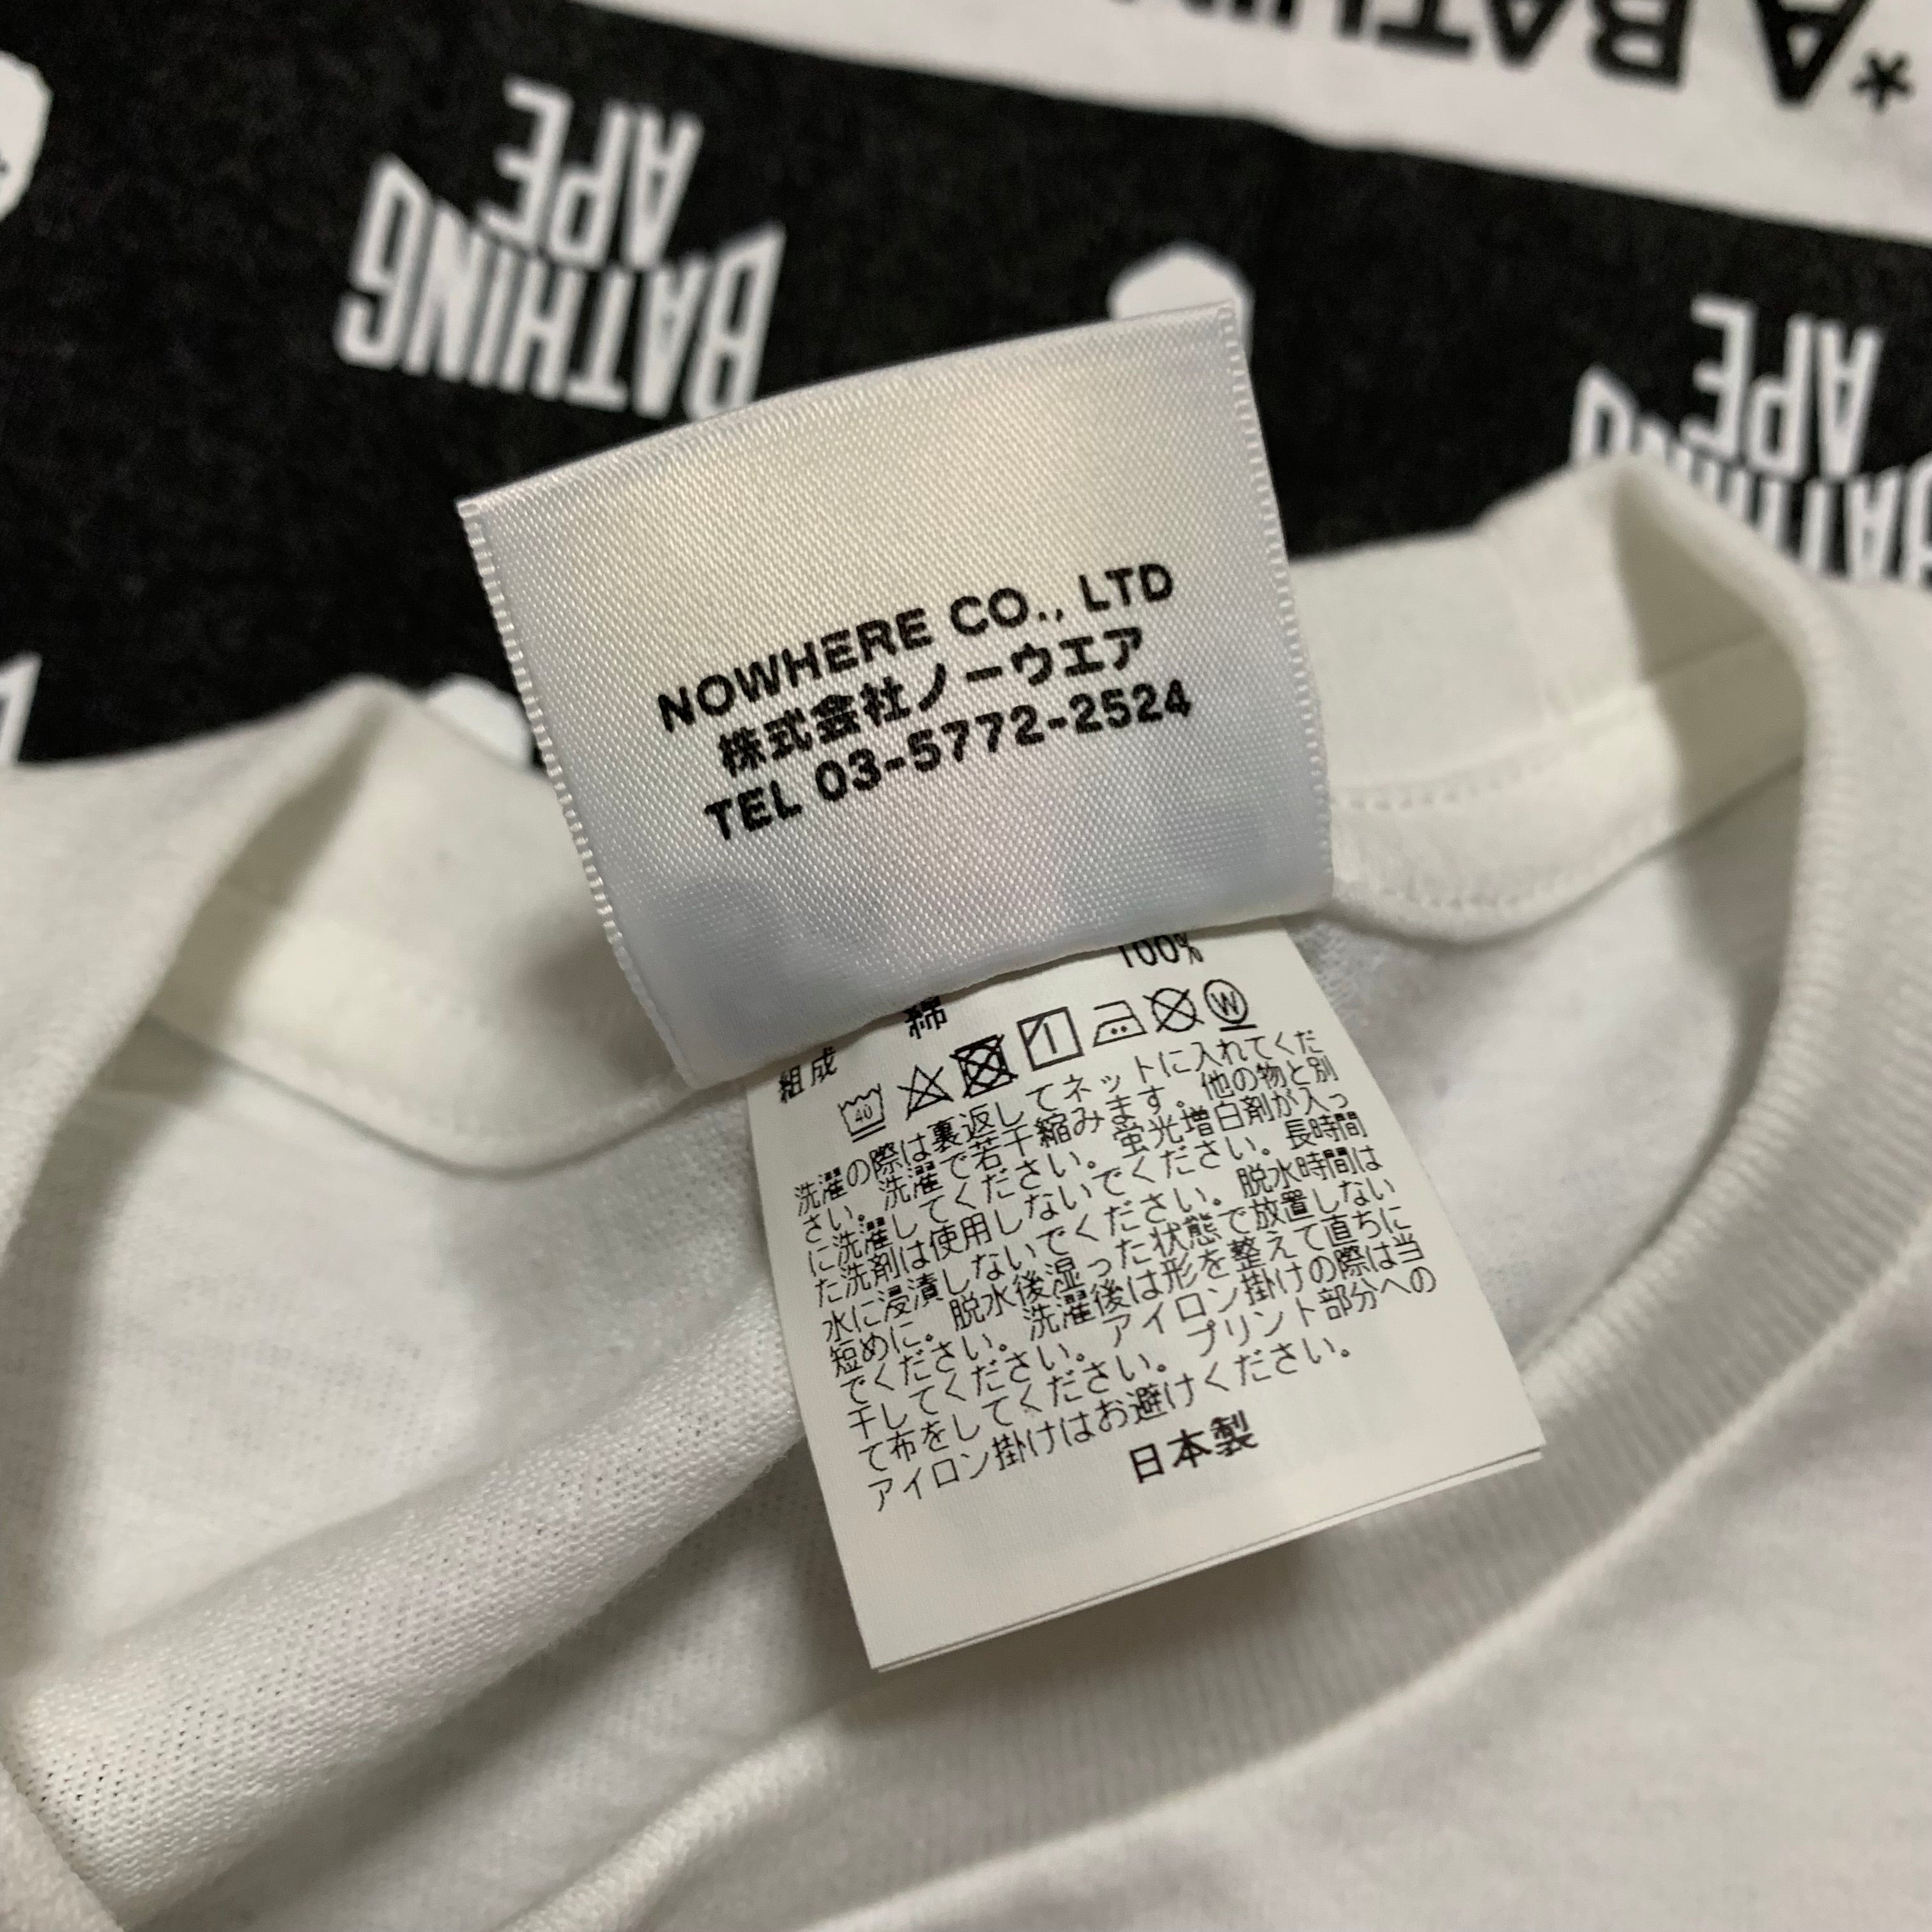 *A BATHING
BATHING
APE
BATHING
APE
NOWHERE CO., LTD
株式会社ノーウエア
TEL 03-5772-2524
100%
綿
組成
40
W
洗濯の際は裏返してネットに入れてくだ
さい。洗濯で若干縮みます。他の物と別
に洗濯してください。蛍光増白剤が入っ
た洗剤は使用しないでください。長時間
水に浸漬しないでください。脱水時間は
短めに。脱水後湿った状態で放置しない
でください。洗濯後は形を整えて直ちに
干してください。アイロン掛けの際は当
て布をしてください。プリント部分への
アイロン掛けはお避けください。
日本製